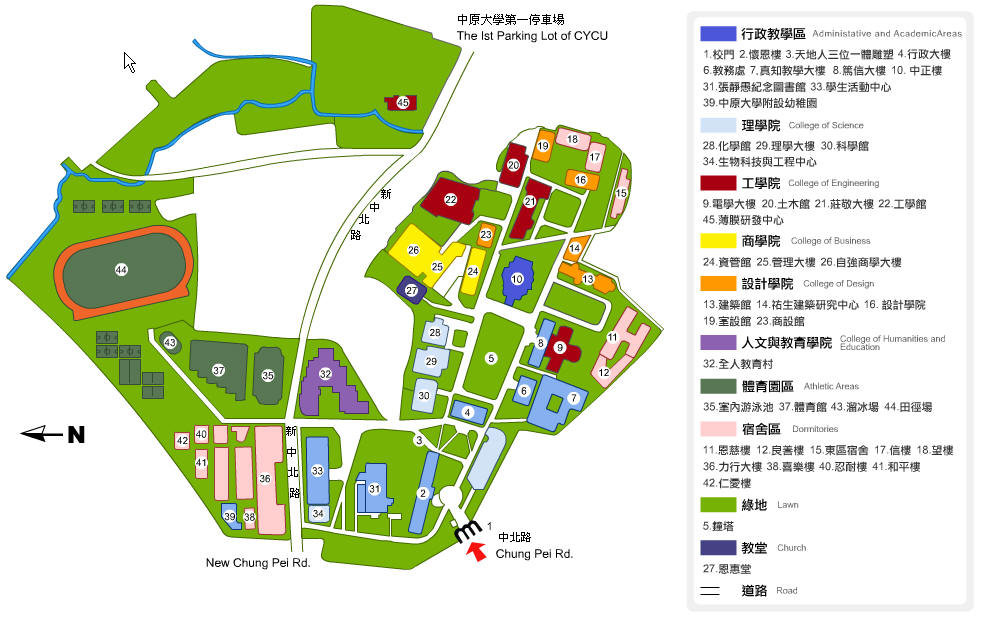 中原大學第一停車場
The Ist Parking Lot of CYCU
45
新中北路
44
43
37
35
32
42
40
41
36
39
38
新中北路
33
34
31
2
3
4
5
6
7
8
9
10
11
12
13
14
15
16
17
18
19
20
21
22
23
24
25
26
27
28
29
30
1
中北路
Chung Pei Rd.
New Chung Pei Rd.
N
行政教學區 Administative and AcademicAreas
1.校門 2.懷恩樓 3.天地人三位一體雕塑 4.行政大樓
6.教務處 7.真知教學大樓 8.篤信大樓 10. 中正樓
31.張靜愚紀念圖書館 33.學生活動中心
39.中原大學附設幼稚園
理學院 College of Science
28.化學館 29.理學大樓 30.科學館
34.生物科技與工程中心
工學院 College of Engineering
9.電學大樓 20.土木館 21.莊敬大樓 22.工學館
45.薄膜研發中心
商學院 College of Business
24.資管館 25.管理大樓 26.自強商學大樓
設計學院 College of Design
13.建築館 14.祐生建築研究中心 16. 設計學院
19.室設館 23.商設館
人文與教育學院 College of Humanities and Education
32.全人教育村
體育園區 Athletic Areas
35.室內游泳池 37.體育館 43.溜冰場 44.田徑場
宿舍區 Dormitories
11.恩慈樓 12.良善樓 15.東區宿舍 17.信樓 18.望樓
36.力行大樓 38.喜樂樓 40.忍耐樓 41.和平樓
42.仁愛樓
綠地 Lawn
5.鐘塔
教堂 Church
27.恩惠堂
道路 Road